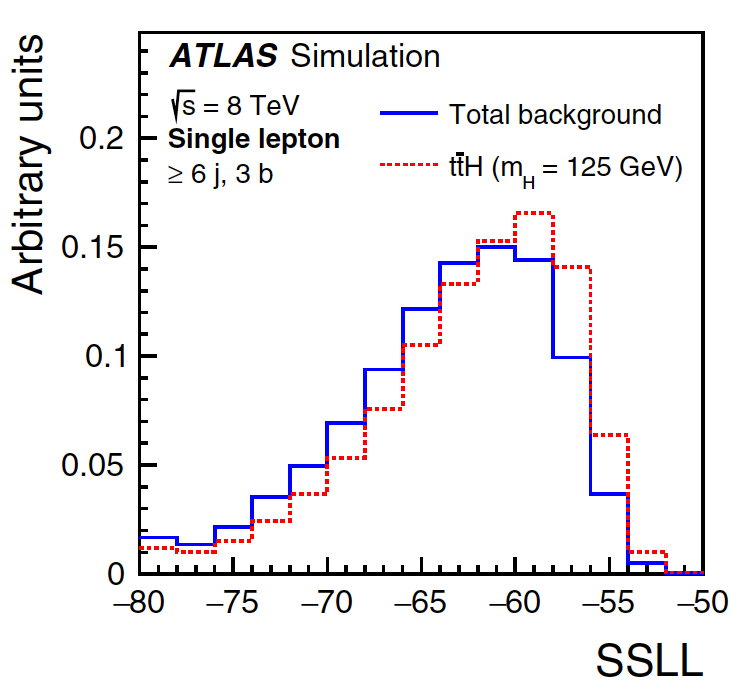 ATLAS Simulation
√s = 8 TeV
Single lepton
≥ 6 j, 3 b
Total background
tt̄H (m_H = 125 GeV)
Arbitrary units
0.2
0.15
0.1
0.05
0
−80 −75 −70 −65 −60 −55 −50
SSLL